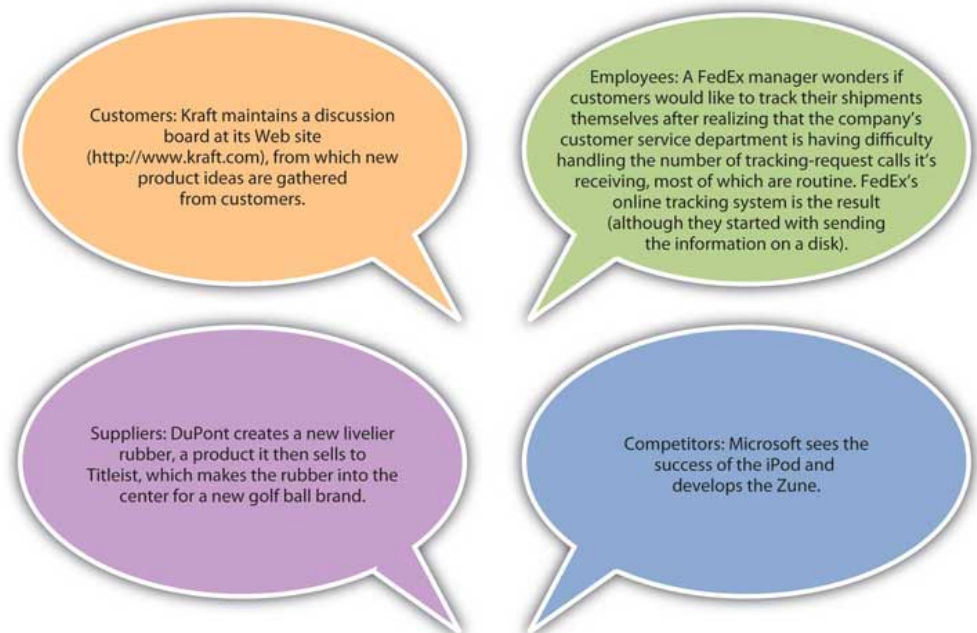 Customers: Kraft maintains a discussion
board at its Web site
(http://www.kraft.com), from which new
product ideas are gathered
from customers.
Employees: A FedEx manager wonders if
customers would like to track their shipments
themselves after realizing that the company's
customer service department is having difficulty
handling the number of tracking-request calls it's
receiving, most of which are routine. FedEx's
online tracking system is the result
(although they started with sending
the information on a disk).
Suppliers: DuPont creates a new livelier
rubber, a product it then sells to
Titleist, which makes the rubber into the
center for a new golf ball brand.
Competitors: Microsoft sees the
success of the iPod and
develops the Zune.